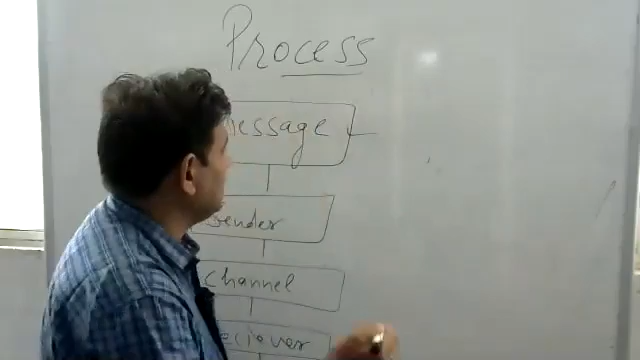 Process
message
sender
channel
reciever